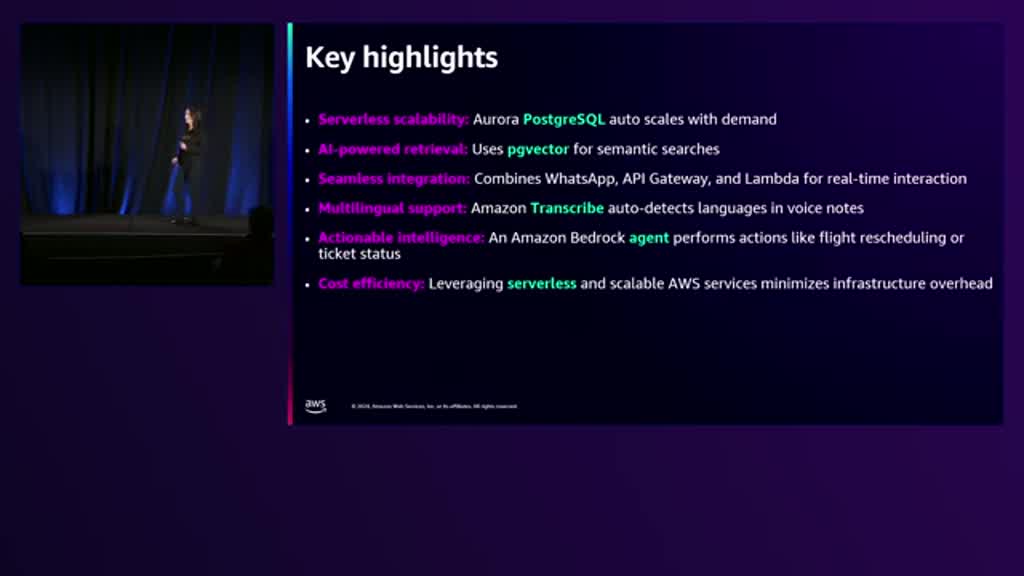 Key highlights
• Serverless scalability: Aurora PostgreSQL auto scales with demand
• AI-powered retrieval: Uses pgvector for semantic searches
• Seamless integration: Combines WhatsApp, API Gateway, and Lambda for real-time interaction
• Multilingual support: Amazon Transcribe auto-detects languages in voice notes
• Actionable intelligence: An Amazon Bedrock agent performs actions like flight rescheduling or
ticket status
• Cost efficiency: Leveraging serverless and scalable AWS services minimizes infrastructure overhead
aws
© 2024, Amazon Web Services, Inc. or its affiliates. All rights reserved.